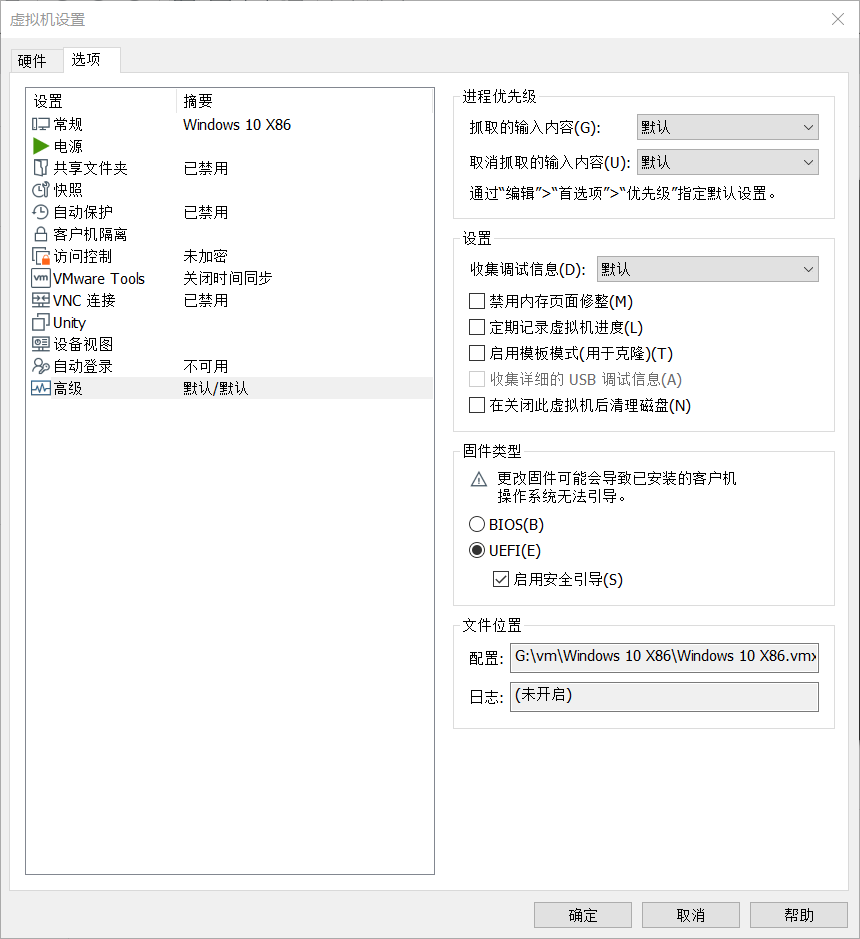 虚拟机设置
硬件 选项
设置 摘要
常规 Windows 10 X86
电源
共享文件夹 已禁用
快照
自动保护 已禁用
客户机隔离
访问控制 未加密
vm VMware Tools 关闭时间同步
VNC 连接 已禁用
Unity
设备视图
自动登录 不可用
高级 默认/默认
进程优先级
抓取的输入内容(G): 默认
取消抓取的输入内容(U): 默认
通过“编辑”>“首选项”>“优先级”指定默认设置。
设置
收集调试信息(D): 默认
禁用内存页面修整(M)
定期记录虚拟机进度(L)
启用模板模式(用于克隆)(T)
收集详细的 USB 调试信息(A)
在关闭此虚拟机后清理磁盘(N)
固件类型
更改固件可能会导致已安装的客户机
操作系统无法引导。
BIOS(B)
UEFI(E)
启用安全引导(S)
文件位置
配置: G:\vm\Windows 10 X86\Windows 10 X86.vmx
日志: (未开启)
确定 取消 帮助